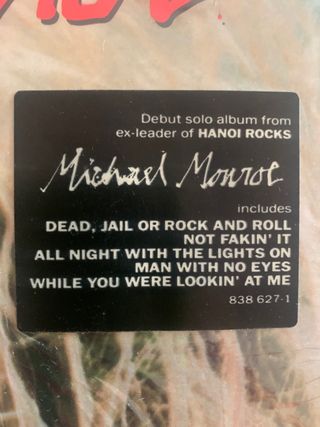 Debut solo album from
ex-leader of HANOI ROCKS
Michael Monroe
includes
DEAD, JAIL OR ROCK AND ROLL
NOT FAKIN' IT
ALL NIGHT WITH THE LIGHTS ON
MAN WITH NO EYES
WHILE YOU WERE LOOKIN' AT ME
838 627-1